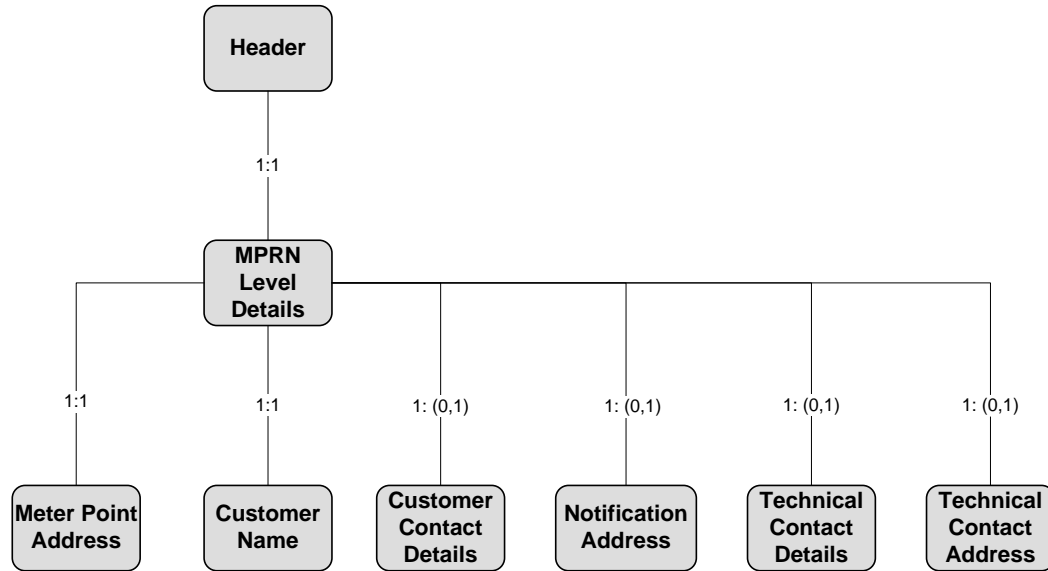 Header
1:1
MPRN
Level
Details
1:1
1:1
1: (0,1)
1: (0,1)
1: (0,1)
1: (0,1)
Meter Point
Address
Customer
Name
Customer
Contact
Details
Notification
Address
Technical
Contact
Details
Technical
Contact
Address